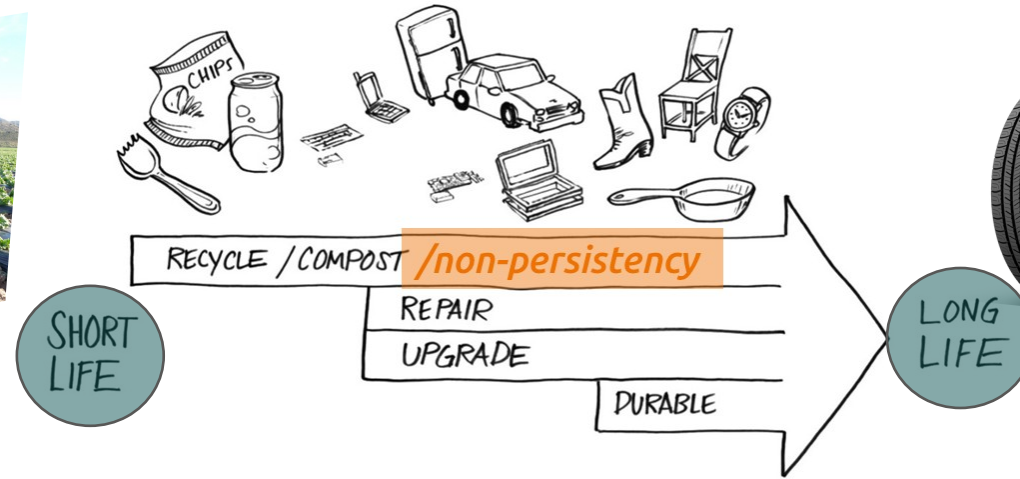 CHIPS
RECYCLE / COMPOST /non-persistency
REPAIR
UPGRADE
DURABLE
SHORT
LIFE
LONG
LIFE